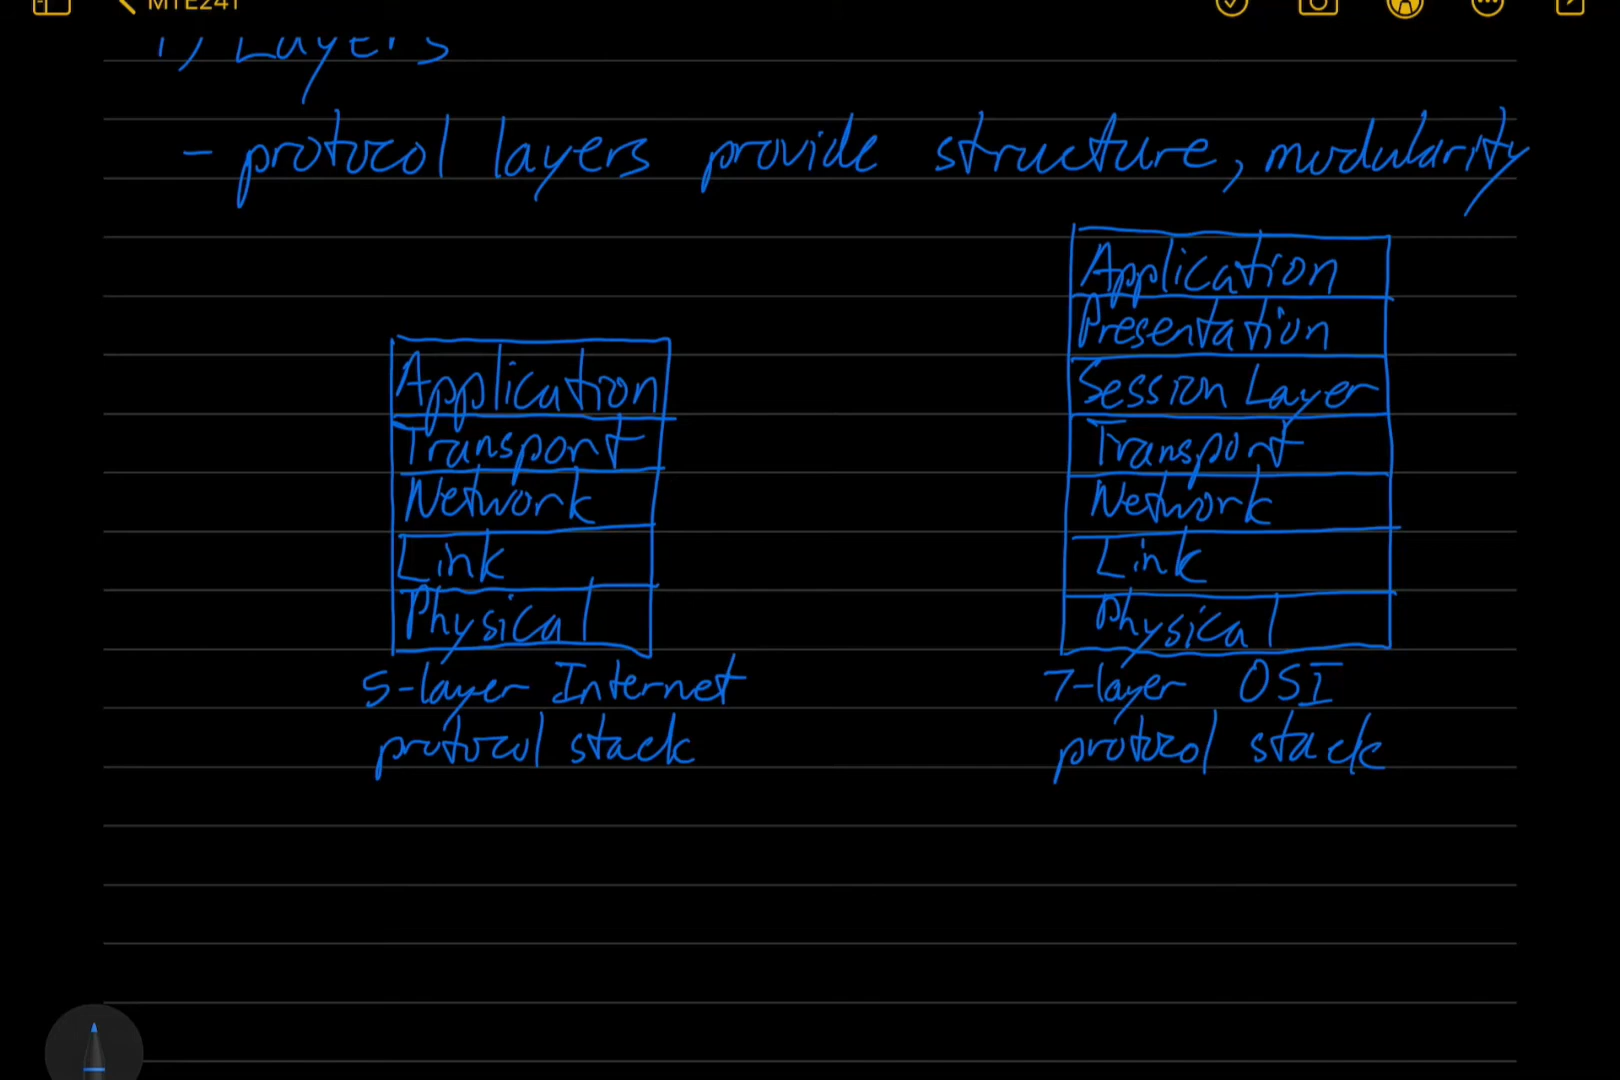 MTE241
1) Layers
- protocol layers provide structure, modularity
Application
Transport
Network
Link
Physical
5-layer Internet
protocol stack
Application
Presentation
Session Layer
Transport
Network
Link
Physical
7-layer OSI
protocol stack